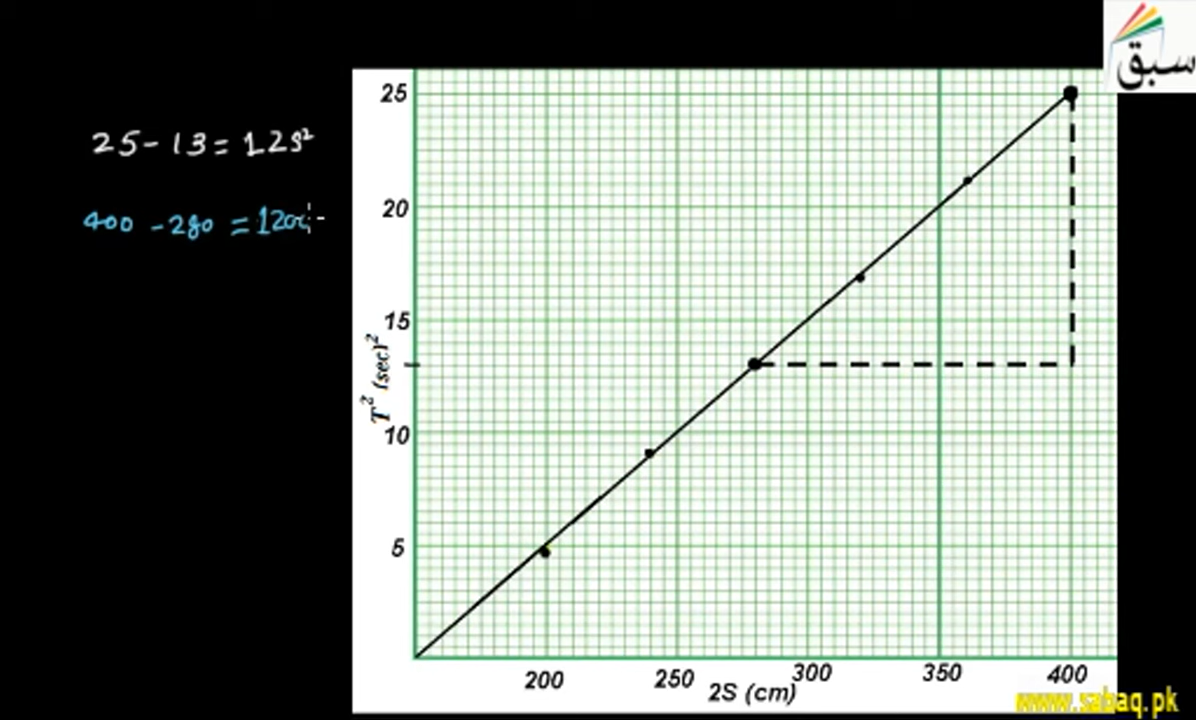 سبق
25
25 - 13 = 12s²
20
400 - 280 = 120c
15
T² (sec)²
10
5
200 250 300 350 400
2S (cm)
www.sabaq.pk